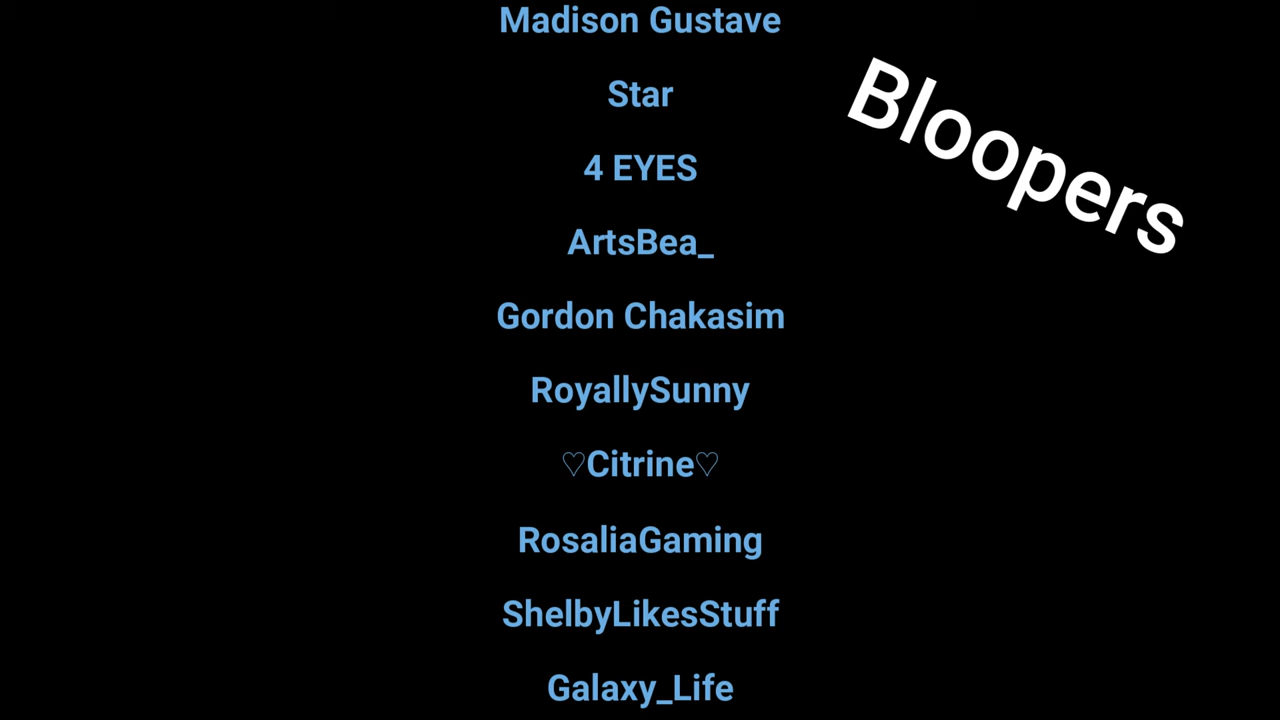 Madison Gustave
Star
Bloopers
4 EYES
ArtsBea_
Gordon Chakasim
RoyallySunny
♡Citrine♡
RosaliaGaming
ShelbyLikesStuff
Galaxy_Life